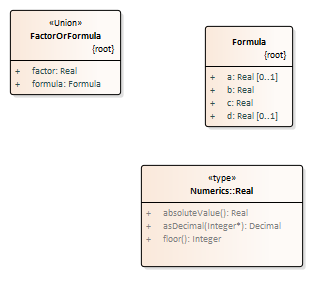 «Union»
FactorOrFormula
{root}
+ factor: Real
+ formula: Formula
Formula
{root}
+ a: Real [0..1]
+ b: Real
+ c: Real
+ d: Real [0..1]
«type»
Numerics::Real
+ absoluteValue(): Real
+ asDecimal(Integer*): Decimal
+ floor(): Integer